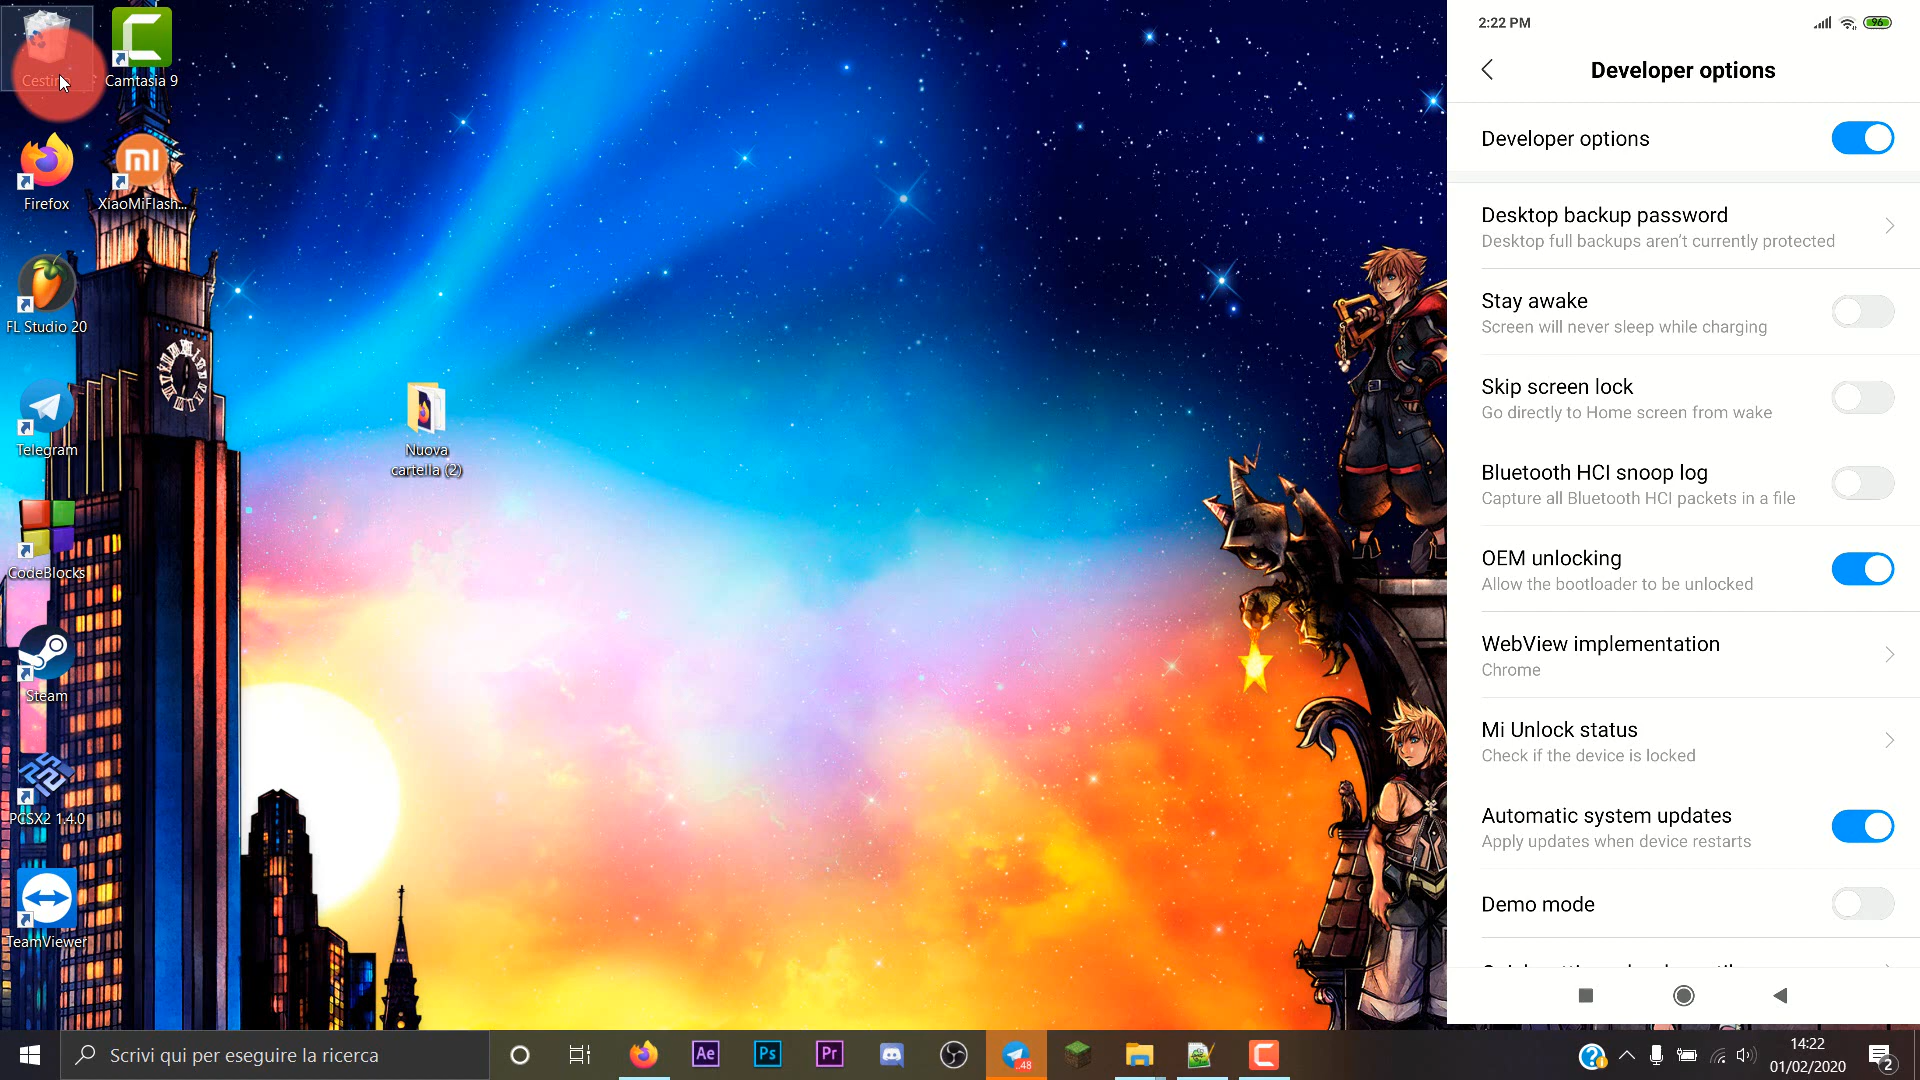 Cestin
Camtasia 9
Firefox
XiaoMiFlash...
FL Studio 20
Telegram
CodeBlocks
Steam
PCSX2 1.4.0
TeamViewer
Nuova
cartella (2)
2:22 PM
96
Developer options
Developer options
Desktop backup password
Desktop full backups aren't currently protected
Stay awake
Screen will never sleep while charging
Skip screen lock
Go directly to Home screen from wake
Bluetooth HCI snoop log
Capture all Bluetooth HCI packets in a file
OEM unlocking
Allow the bootloader to be unlocked
WebView implementation
Chrome
Mi Unlock status
Check if the device is locked
Automatic system updates
Apply updates when device restarts
Demo mode
Scrivi qui per eseguire la ricerca
Ae
Ps
Pr
..48
14:22
01/02/2020
2